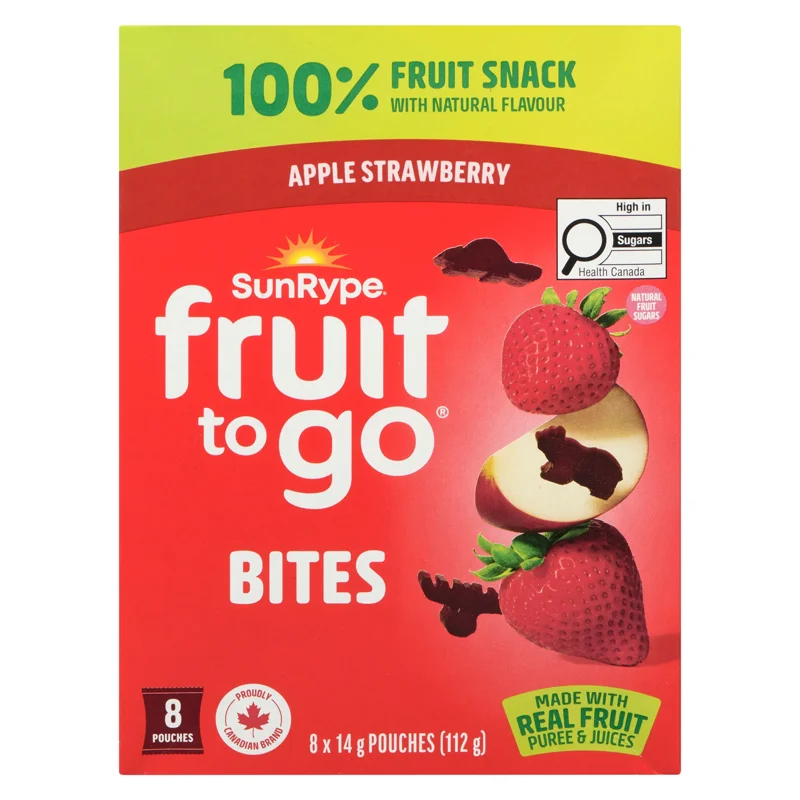 100% FRUIT SNACK
WITH NATURAL FLAVOUR
APPLE STRAWBERRY
High in
Sugars
Health Canada
NATURAL
FRUIT
SUGARS
SunRype®
fruit
to go®
BITES
8
POUCHES
PROUDLY
CANADIAN BRAND
8 x 14 g POUCHES (112 g)
MADE WITH
REAL FRUIT
PUREE & JUICES